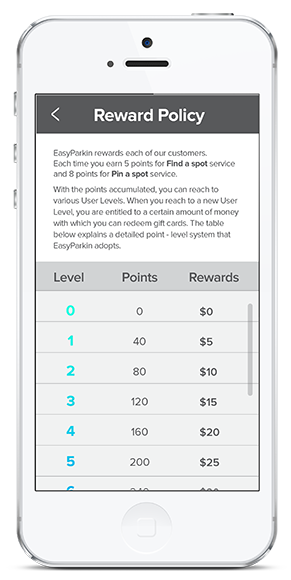 Reward Policy
EasyParkin rewards each of our customers.
Each time you earn 5 points for Find a spot service
and 8 points for Pin a spot service.
With the points accumulated, you can reach to
various User Levels. When you reach to a new User
Level, you are entitled to a certain amount of money
with which you can redeem gift cards. The table
below explains a detailed point - level system that
EasyParkin adopts.
Level Points Rewards
0 0 $0
1 40 $5
2 80 $10
3 120 $15
4 160 $20
5 200 $25